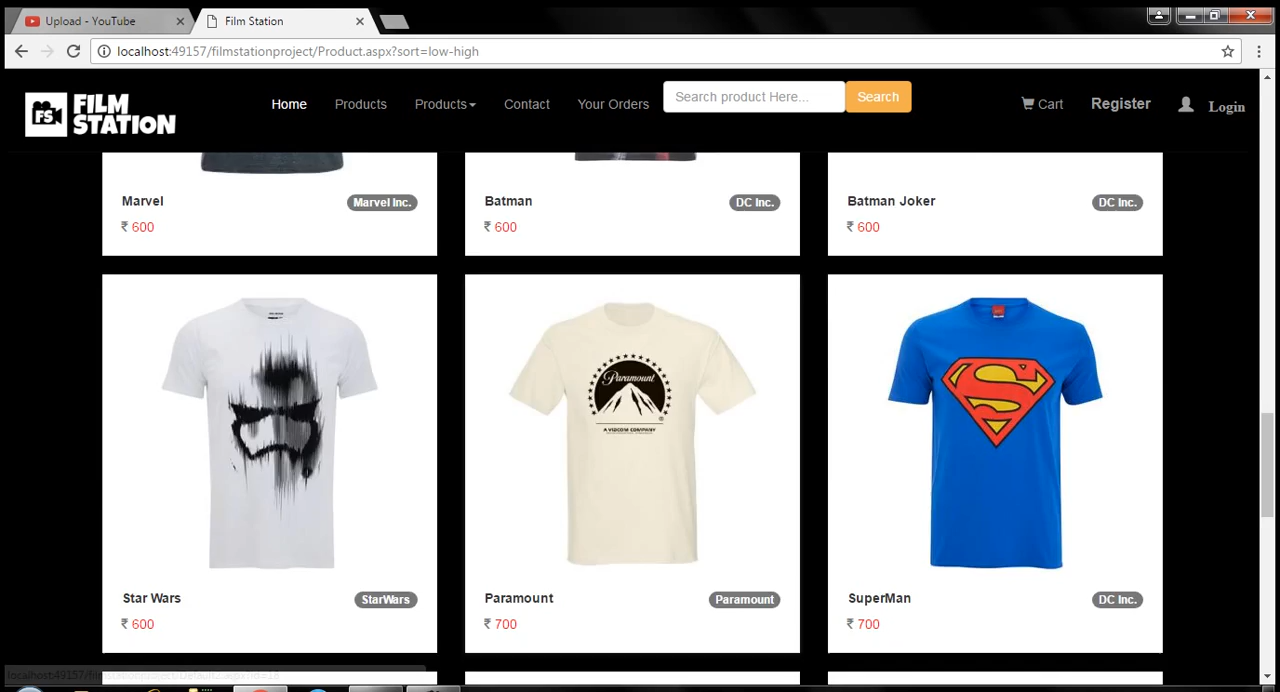 Upload - YouTube
Film Station
localhost:49157/filmstationproject/Product.aspx?sort=low-high
FS FILM STATION
Home Products Products Contact Your Orders Search product Here... Search Cart Register Login
Marvel Marvel Inc. Batman DC Inc. Batman Joker DC Inc.
₹ 600 ₹ 600 ₹ 600
Paramount
A VIACOM COMPANY
S
Star Wars StarWars Paramount Paramount SuperMan DC Inc.
₹ 600 ₹ 700 ₹ 700